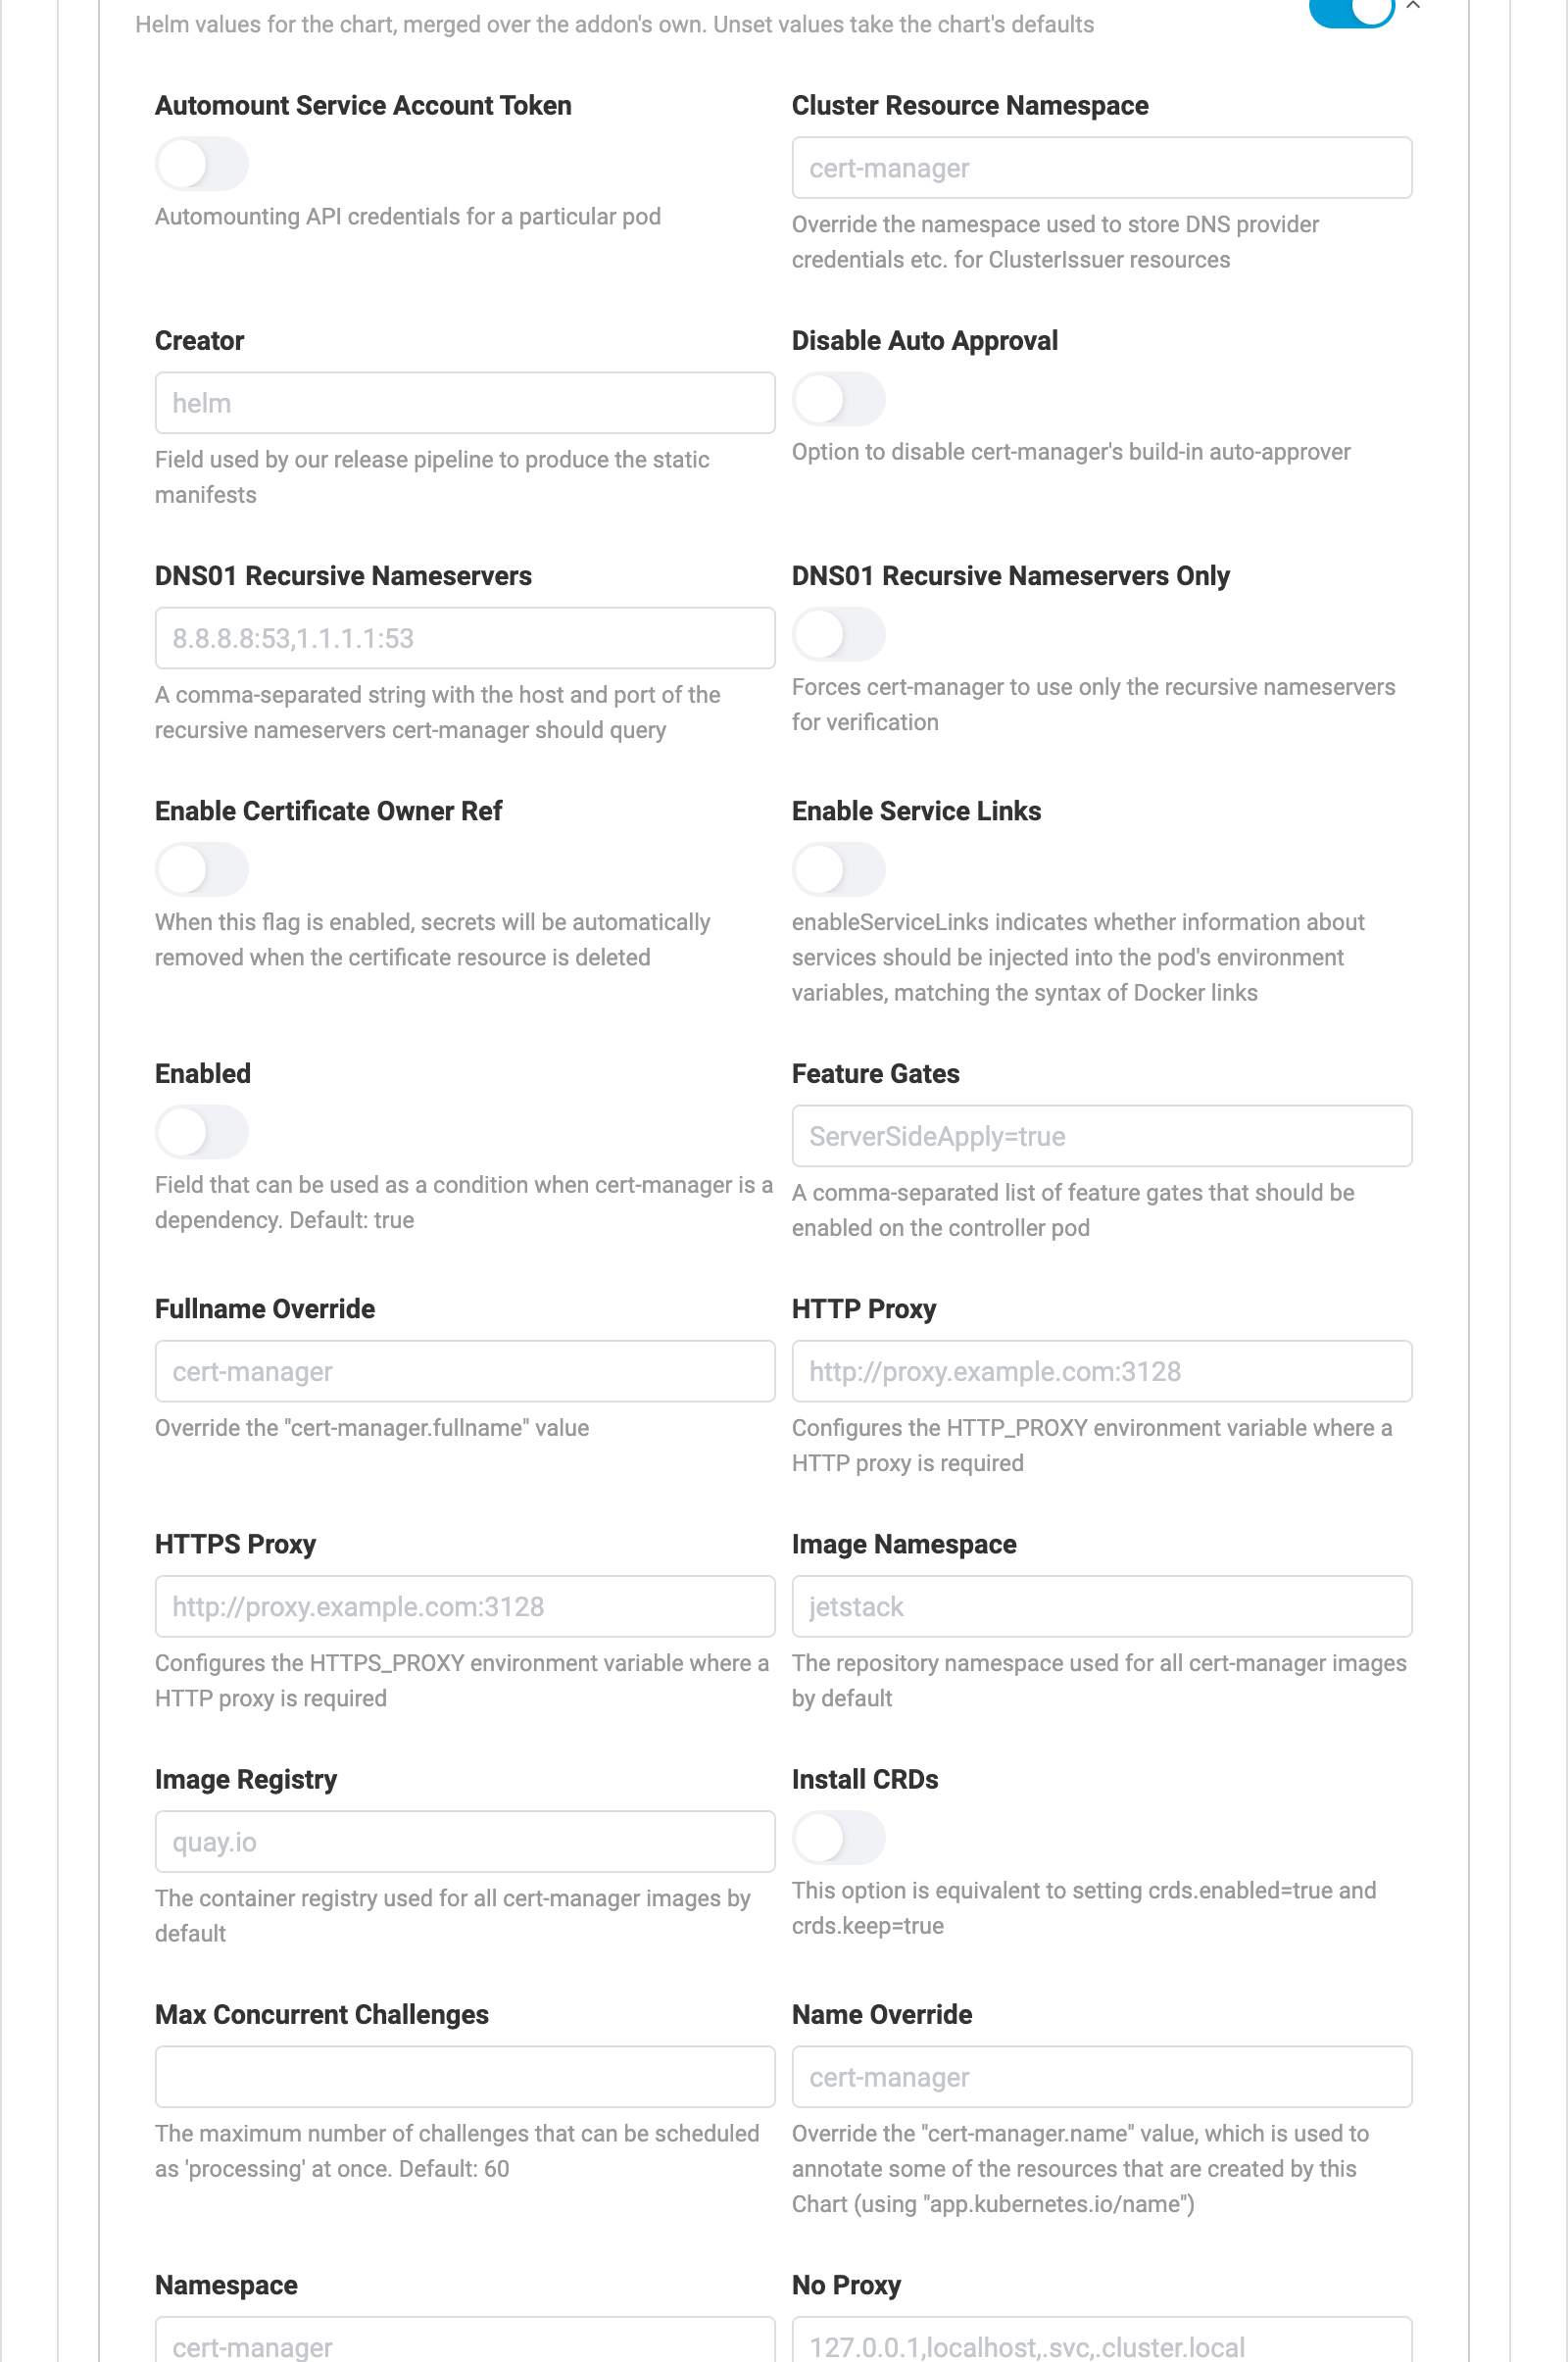 Helm values for the chart, merged over the addon's own. Unset values take the chart's defaults
Automount Service Account Token
Automounting API credentials for a particular pod
Cluster Resource Namespace
cert-manager
Override the namespace used to store DNS provider
credentials etc. for ClusterIssuer resources
Creator
helm
Field used by our release pipeline to produce the static
manifests
Disable Auto Approval
Option to disable cert-manager's build-in auto-approver
DNS01 Recursive Nameservers
8.8.8.8:53,1.1.1.1:53
A comma-separated string with the host and port of the
recursive nameservers cert-manager should query
DNS01 Recursive Nameservers Only
Forces cert-manager to use only the recursive nameservers
for verification
Enable Certificate Owner Ref
When this flag is enabled, secrets will be automatically
removed when the certificate resource is deleted
Enable Service Links
enableServiceLinks indicates whether information about
services should be injected into the pod's environment
variables, matching the syntax of Docker links
Enabled
Field that can be used as a condition when cert-manager is a
dependency. Default: true
Feature Gates
ServerSideApply=true
A comma-separated list of feature gates that should be
enabled on the controller pod
Fullname Override
cert-manager
Override the "cert-manager.fullname" value
HTTP Proxy
http://proxy.example.com:3128
Configures the HTTP_PROXY environment variable where a
HTTP proxy is required
HTTPS Proxy
http://proxy.example.com:3128
Configures the HTTPS_PROXY environment variable where a
HTTP proxy is required
Image Namespace
jetstack
The repository namespace used for all cert-manager images
by default
Image Registry
quay.io
The container registry used for all cert-manager images by
default
Install CRDs
This option is equivalent to setting crds.enabled=true and
crds.keep=true
Max Concurrent Challenges
The maximum number of challenges that can be scheduled
as 'processing' at once. Default: 60
Name Override
cert-manager
Override the "cert-manager.name" value, which is used to
annotate some of the resources that are created by this
Chart (using "app.kubernetes.io/name")
Namespace
cert-manager
No Proxy
127.0.0.1,localhost,.svc,.cluster.local